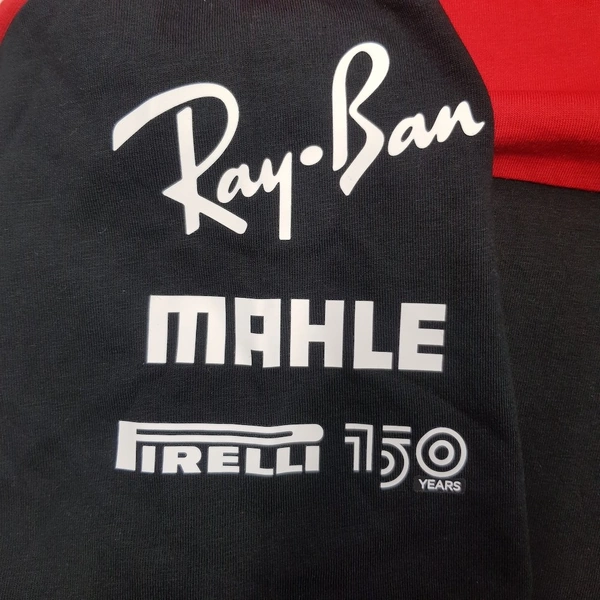 Ray-Ban
MAHLE
PIRELLI 150
YEARS